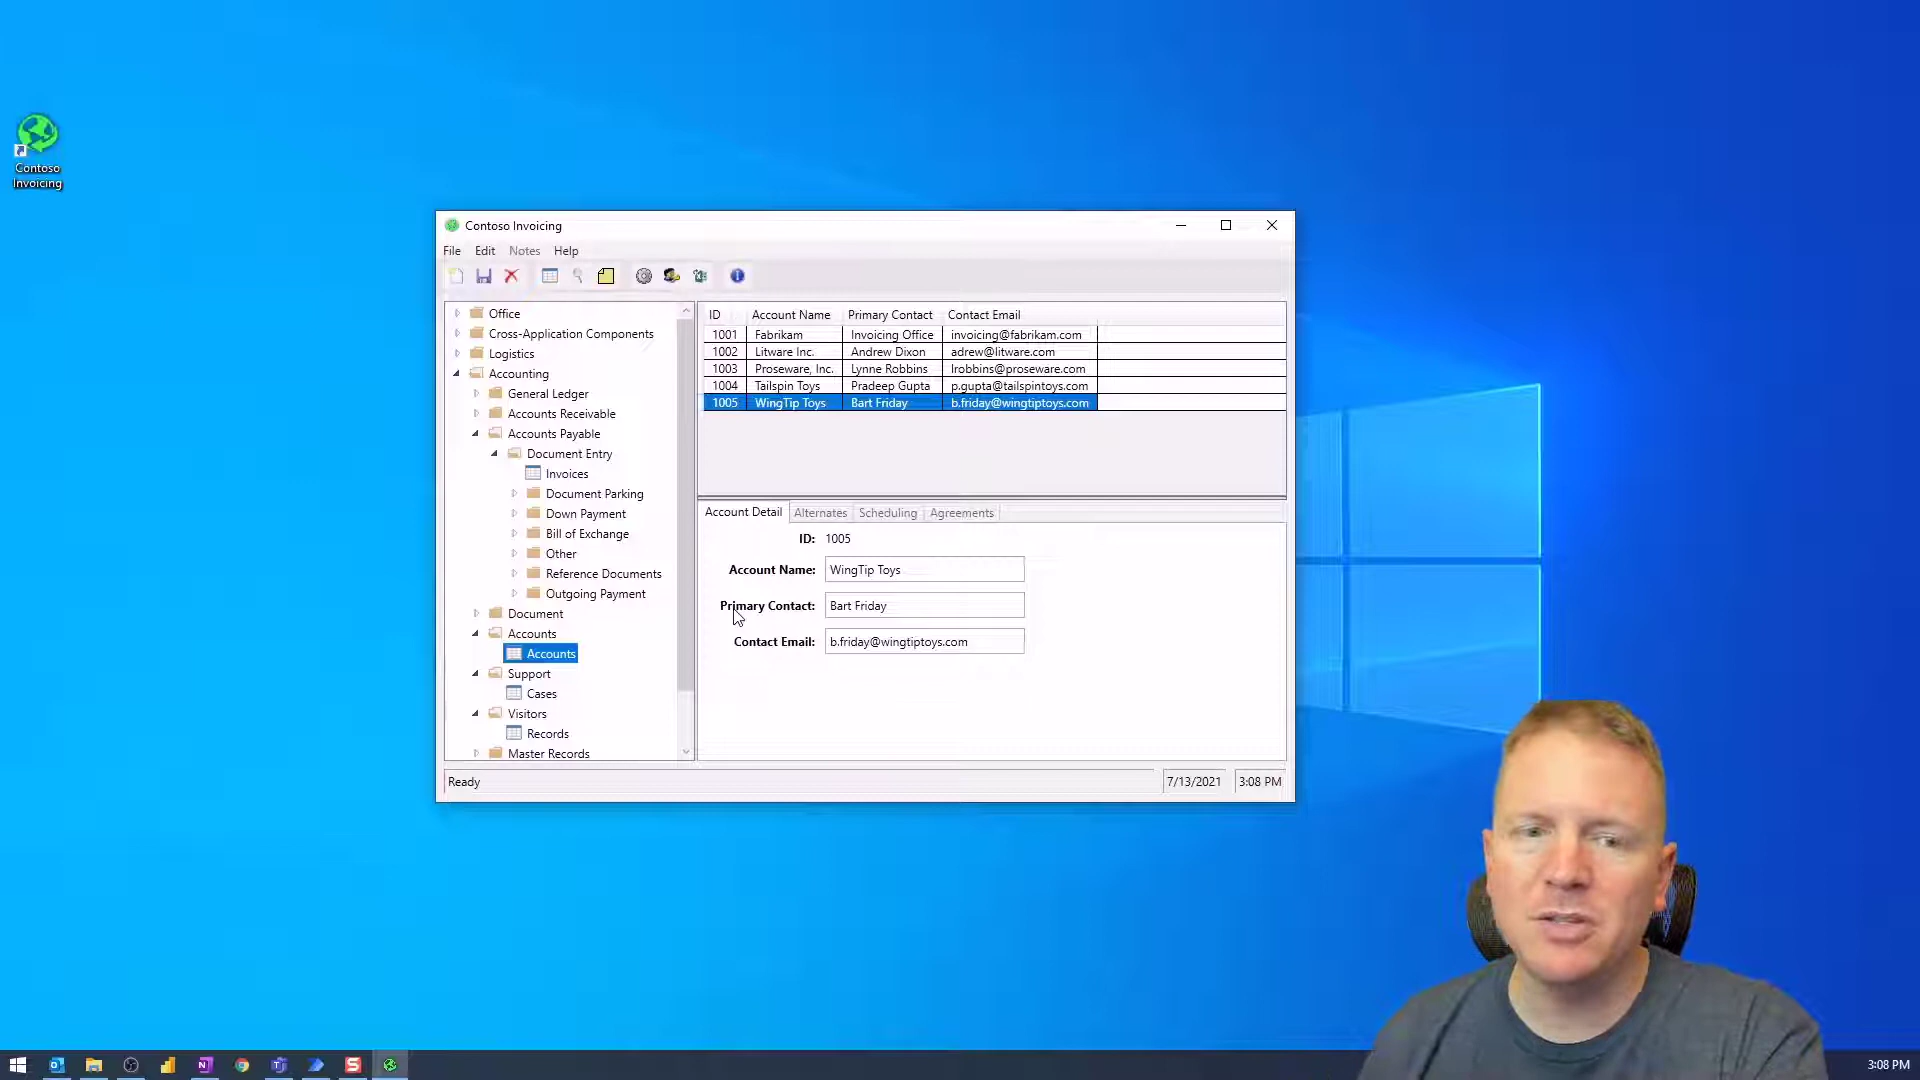 Contoso
Invoicing
Contoso Invoicing
File Edit Notes Help
Office
Cross-Application Components
Logistics
Accounting
General Ledger
Accounts Receivable
Accounts Payable
Document Entry
Invoices
Document Parking
Down Payment
Bill of Exchange
Other
Reference Documents
Outgoing Payment
Document
Accounts
Accounts
Support
Cases
Visitors
Records
Master Records
ID Account Name Primary Contact Contact Email
1001 Fabrikam Invoicing Office invoicing@fabrikam.com
1002 Litware Inc. Andrew Dixon adrew@litware.com
1003 Proseware, Inc. Lynne Robbins lrobbins@proseware.com
1004 Tailspin Toys Pradeep Gupta p.gupta@tailspintoys.com
1005 WingTip Toys Bart Friday b.friday@wingtiptoys.com
Account Detail Alternates Scheduling Agreements
ID: 1005
Account Name: WingTip Toys
Primary Contact: Bart Friday
Contact Email: b.friday@wingtiptoys.com
Ready 7/13/2021 3:08 PM
3:08 PM